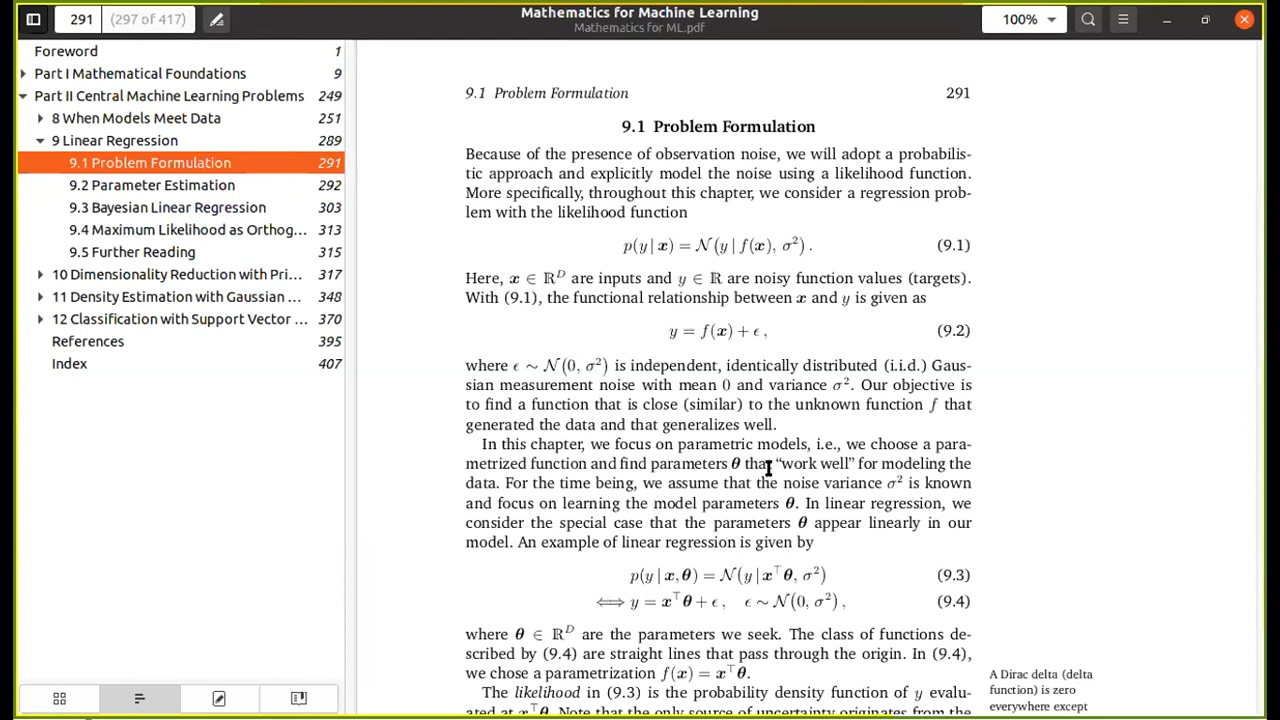 291 (297 of 417) Mathematics for Machine Learning 100%
Mathematics for ML.pdf
Foreword 1
Part I Mathematical Foundations 9
Part II Central Machine Learning Problems 249
8 When Models Meet Data 251
9 Linear Regression 289
9.1 Problem Formulation 291
9.2 Parameter Estimation 292
9.3 Bayesian Linear Regression 303
9.4 Maximum Likelihood as Orthog... 313
9.5 Further Reading 315
10 Dimensionality Reduction with Pri... 317
11 Density Estimation with Gaussian ... 348
12 Classification with Support Vector ... 370
References 395
Index 407
9.1 Problem Formulation 291
9.1 Problem Formulation
Because of the presence of observation noise, we will adopt a probabilis-
tic approach and explicitly model the noise using a likelihood function.
More specifically, throughout this chapter, we consider a regression prob-
lem with the likelihood function
p(y | x) = 𝒩(y | f(x), σ²) . (9.1)
Here, x ∈ ℝᴰ are inputs and y ∈ ℝ are noisy function values (targets).
With (9.1), the functional relationship between x and y is given as
y = f(x) + ϵ , (9.2)
where ϵ ∼ 𝒩(0, σ²) is independent, identically distributed (i.i.d.) Gaus-
sian measurement noise with mean 0 and variance σ². Our objective is
to find a function that is close (similar) to the unknown function f that
generated the data and that generalizes well.
In this chapter, we focus on parametric models, i.e., we choose a para-
metrized function and find parameters θ that “work well” for modeling the
data. For the time being, we assume that the noise variance σ² is known
and focus on learning the model parameters θ. In linear regression, we
consider the special case that the parameters θ appear linearly in our
model. An example of linear regression is given by
p(y | x, θ) = 𝒩(y | x⊤θ, σ²) (9.3)
⟺ y = x⊤θ + ϵ , ϵ ∼ 𝒩(0, σ²) , (9.4)
where θ ∈ ℝᴰ are the parameters we seek. The class of functions de-
scribed by (9.4) are straight lines that pass through the origin. In (9.4),
we chose a parametrization f(x) = x⊤θ.
The likelihood in (9.3) is the probability density function of y evalu-
ated at x⊤θ. Note that the only source of uncertainty originates from the
A Dirac delta (delta
function) is zero
everywhere except